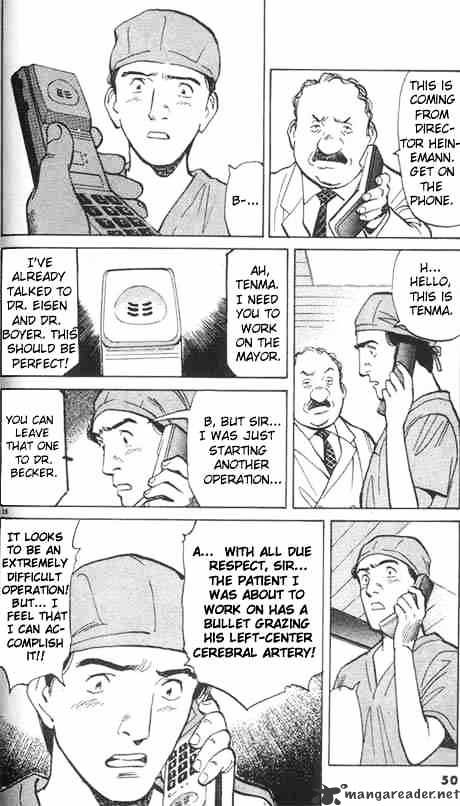 THIS IS
COMING
FROM
DIREC-
TOR HEIN-
EMANN.
GET ON
THE
PHONE.
B-...
H...
HELLO,
THIS IS
TENMA.
AH,
TENMA.
I NEED
YOU TO
WORK
ON THE
MAYOR.
I'VE
ALREADY
TALKED TO
DR. EISEN
AND DR.
BOYER. THIS
SHOULD BE
PERFECT!
B, BUT SIR...
I WAS JUST
STARTING
ANOTHER
OPERATION...
YOU CAN
LEAVE
THAT ONE
TO DR.
BECKER.
A... WITH ALL DUE
RESPECT, SIR...
THE PATIENT I
WAS ABOUT TO
WORK ON HAS A
BULLET GRAZING
HIS LEFT-CENTER
CEREBRAL ARTERY!
IT LOOKS
TO BE AN
EXTREMELY
DIFFICULT
OPERATION!
BUT... I
FEEL THAT
I CAN AC-
COMPLISH
IT!!
50
mangareader.net